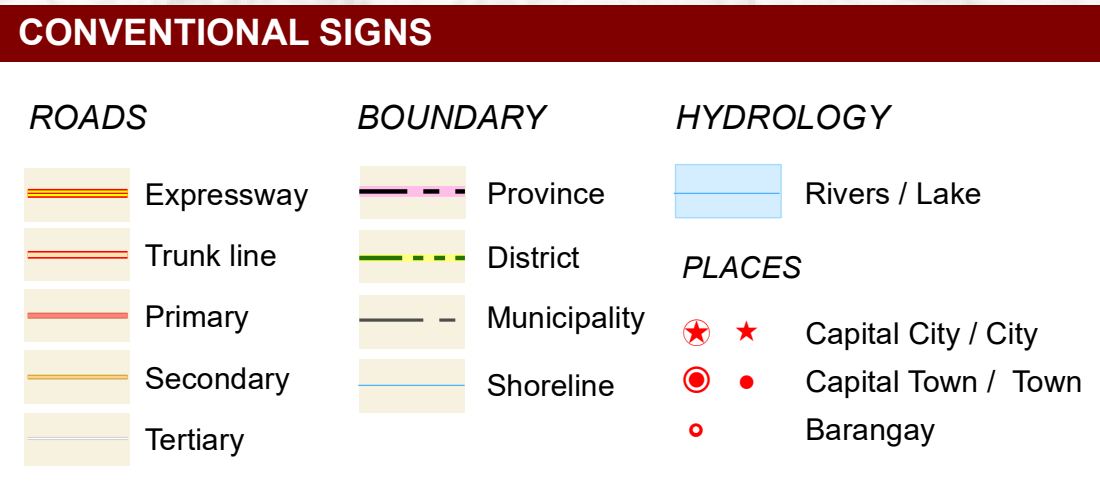 CONVENTIONAL SIGNS
ROADS
Expressway
Trunk line
Primary
Secondary
Tertiary
BOUNDARY
Province
District
Municipality
Shoreline
HYDROLOGY
Rivers / Lake
PLACES
Capital City / City
Capital Town / Town
Barangay